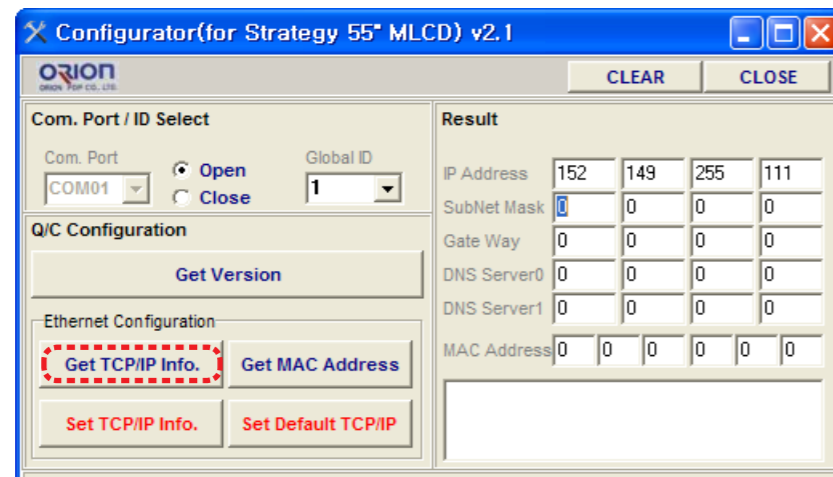 Configurator(for Strategy 55" MLCD) v2.1
ORION
ORION PDP CO., LTD.
CLEAR CLOSE
Com. Port / ID Select
Com. Port Global ID
COM01 Open 1
Close
Q/C Configuration
Get Version
Ethernet Configuration
Get TCP/IP Info. Get MAC Address
Set TCP/IP Info. Set Default TCP/IP
Result
IP Address 152 149 255 111
SubNet Mask 0 0 0 0
Gate Way 0 0 0 0
DNS Server0 0 0 0 0
DNS Server1 0 0 0 0
MAC Address 0 0 0 0 0 0